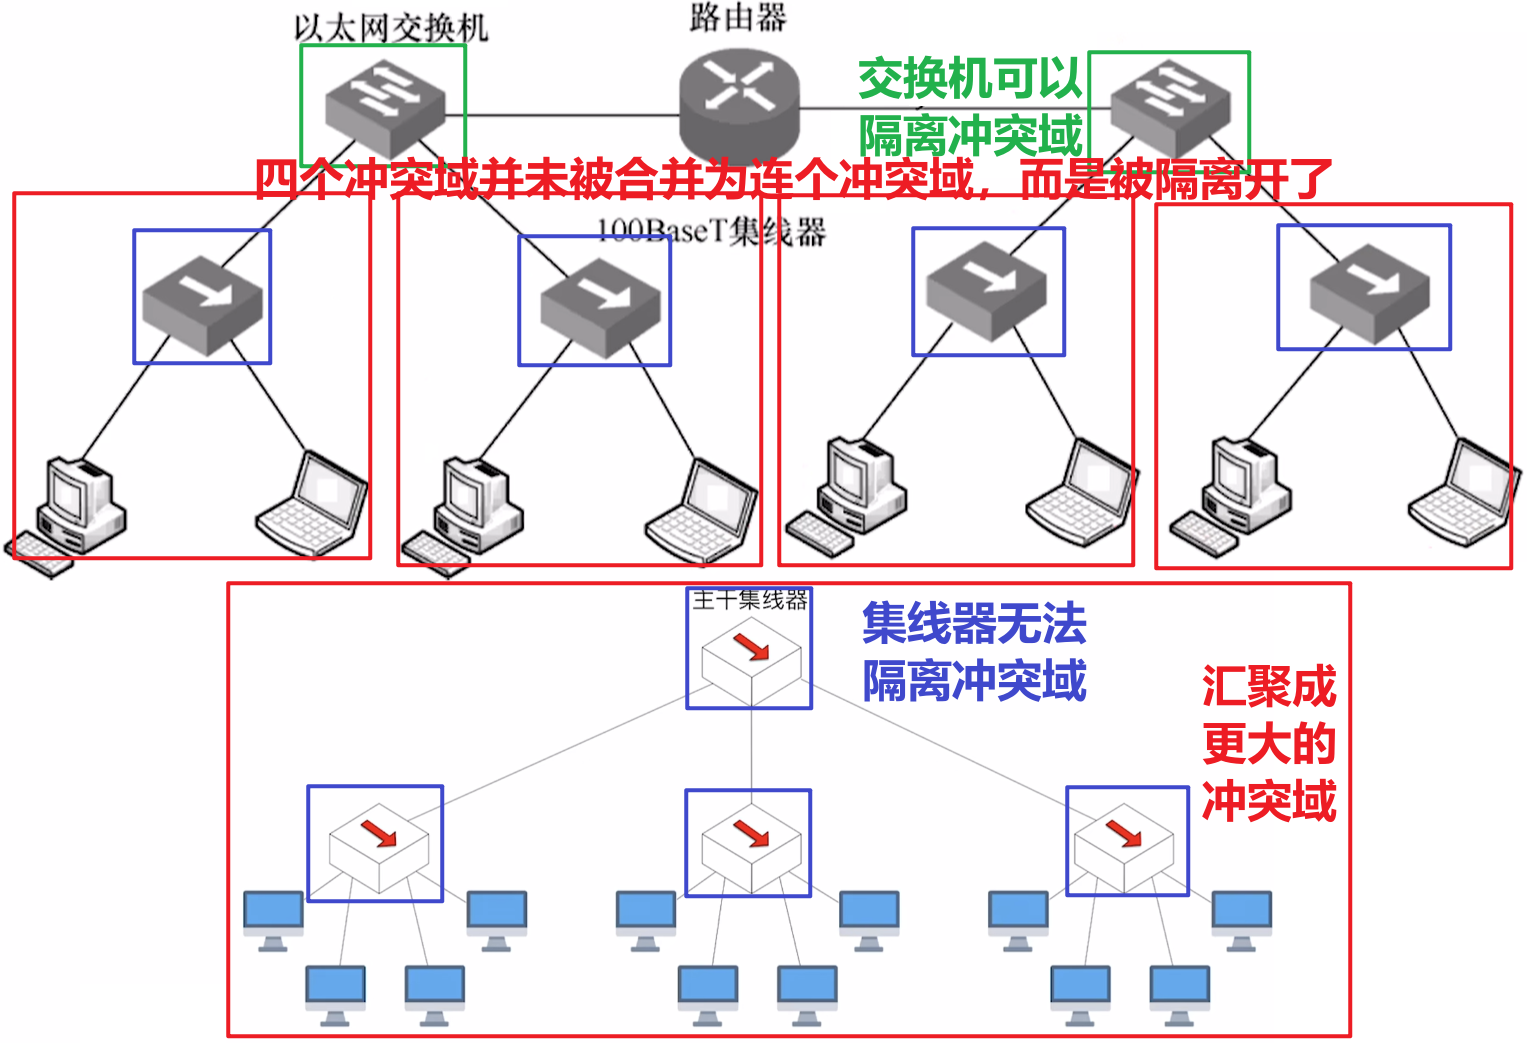 以太网交换机
路由器
交换机可以
隔离冲突域
四个冲突域并未被合并为连个冲突域，而是被隔离开了
100BaseT集线器
主干集线器
集线器无法
隔离冲突域
汇聚成
更大的
冲突域